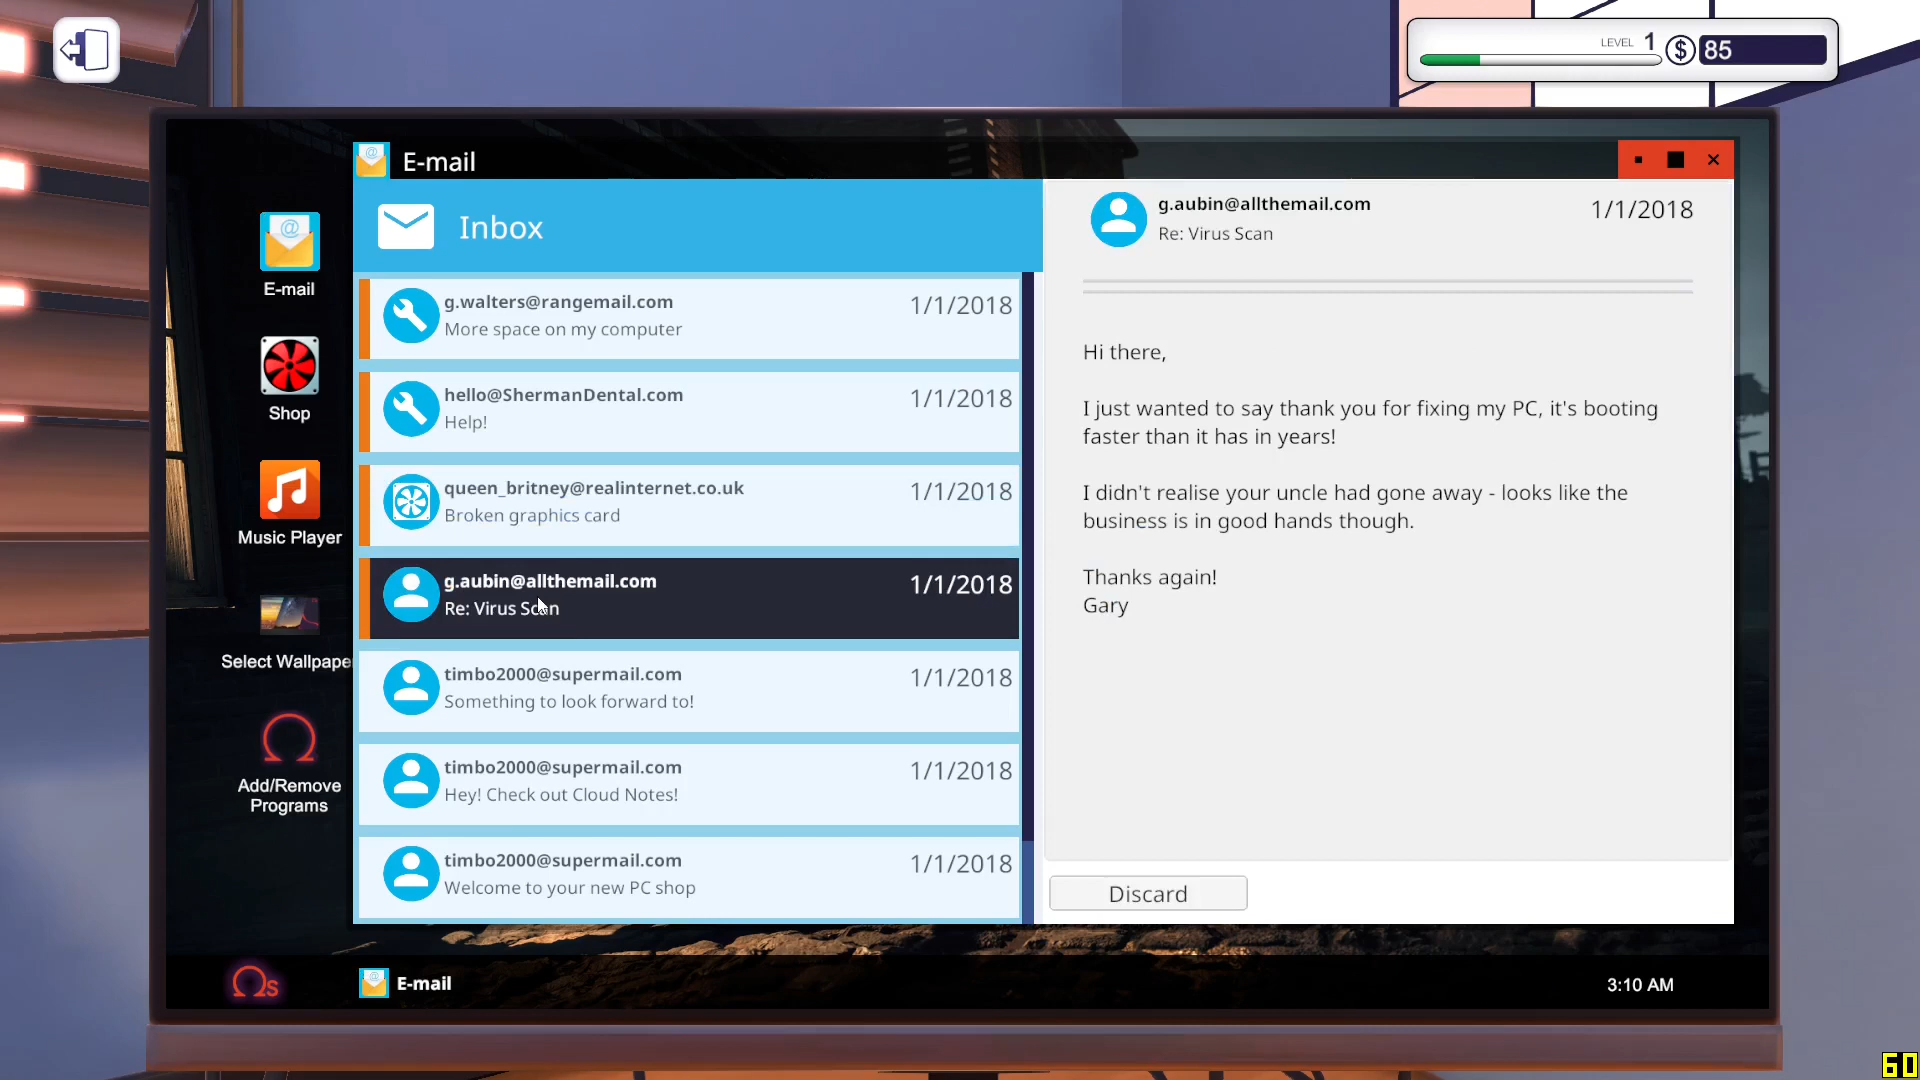 LEVEL 1
$ 85
E-mail
Inbox
g.walters@rangemail.com 1/1/2018
More space on my computer
hello@ShermanDental.com 1/1/2018
Help!
queen_britney@realinternet.co.uk 1/1/2018
Broken graphics card
g.aubin@allthemail.com 1/1/2018
Re: Virus Scan
timbo2000@supermail.com 1/1/2018
Something to look forward to!
timbo2000@supermail.com 1/1/2018
Hey! Check out Cloud Notes!
timbo2000@supermail.com 1/1/2018
Welcome to your new PC shop
g.aubin@allthemail.com 1/1/2018
Re: Virus Scan
Hi there,
I just wanted to say thank you for fixing my PC, it's booting
faster than it has in years!
I didn't realise your uncle had gone away - looks like the
business is in good hands though.
Thanks again!
Gary
Discard
E-mail
Shop
Music Player
Select Wallpape
Add/Remove
Programs
Ωs
E-mail
3:10 AM
60